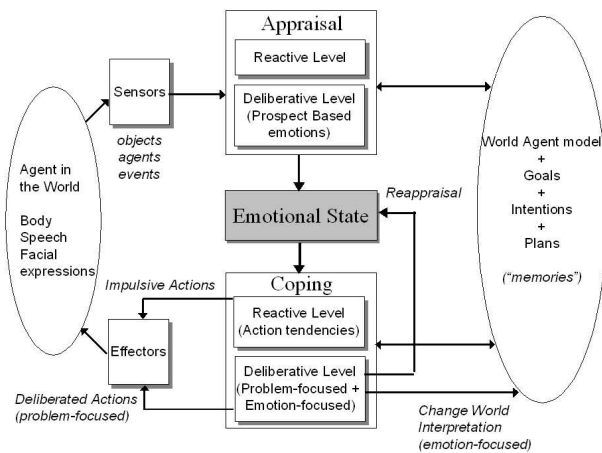 Appraisal
Reactive Level
Deliberative Level
(Prospect Based
emotions)
Sensors
objects
agents
events
Agent in
the World
Body
Speech
Facial
expressions
World Agent model
+
Goals
+
Intentions
+
Plans
("memories")
Reappraisal
Emotional State
Impulsive Actions
Coping
Reactive Level
(Action tendencies)
Effectors
Deliberative Level
(Problem-focused +
Emotion-focused)
Deliberated Actions
(problem-focused)
Change World
Interpretation
(emotion-focused)